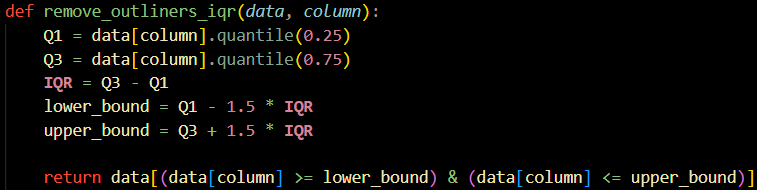 def remove_outliners_iqr(data, column):
    Q1 = data[column].quantile(0.25)
    Q3 = data[column].quantile(0.75)
    IQR = Q3 - Q1
    lower_bound = Q1 - 1.5 * IQR
    upper_bound = Q3 + 1.5 * IQR

    return data[(data[column] >= lower_bound) & (data[column] <= upper_bound)]